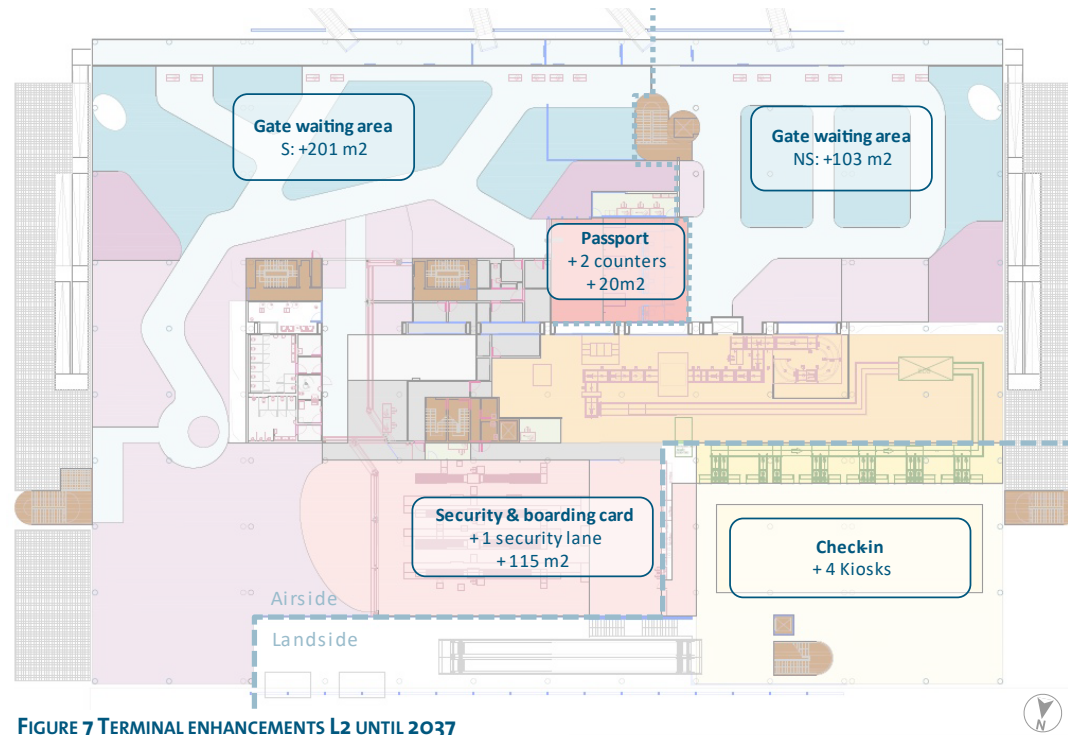 Gate waiting area
S: +201 m2
Gate waiting area
NS: +103 m2
Passport
+2 counters
+20m2
Security & boarding card
+1 security lane
+115 m2
Check-in
+4 Kiosks
Airside
Landside
FIGURE 7 TERMINAL ENHANCEMENTS L2 UNTIL 2037
N